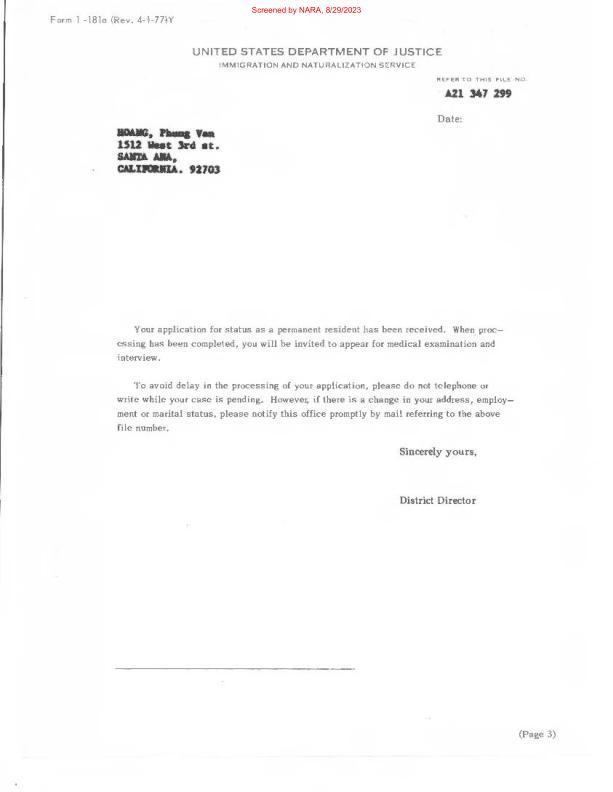 Screened by NARA, 8/29/2023
Form I-181a (Rev. 4-1-77)Y
UNITED STATES DEPARTMENT OF JUSTICE
IMMIGRATION AND NATURALIZATION SERVICE
REFER TO THIS FILE NO.
A21 347 299
Date:
HOANG, Phung Van
1512 West 3rd st.
SANTA ANA,
CALIFORNIA. 92703
Your application for status as a permanent resident has been received. When proc-
essing has been completed, you will be invited to appear for medical examination and
interview.
To avoid delay in the processing of your application, please do not telephone or
write while your case is pending. However, if there is a change in your address, employ-
ment or marital status, please notify this office promptly by mail referring to the above
file number.
Sincerely yours,
District Director
(Page 3)